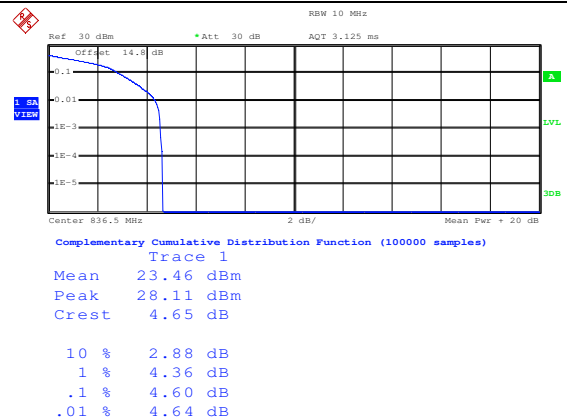 R S
RBW 10 MHz
Ref 30 dBm *Att 30 dB AQT 3.125 ms
Offset 14.8 dB
0.1
A
0.01
1 SA
VIEW
1E-3
LVL
1E-4
1E-5
3DB
Center 836.5 MHz 2 dB/ Mean Pwr + 20 dB
Complementary Cumulative Distribution Function (100000 samples)
Trace 1
Mean 23.46 dBm
Peak 28.11 dBm
Crest 4.65 dB
10 % 2.88 dB
1 % 4.36 dB
.1 % 4.60 dB
.01 % 4.64 dB